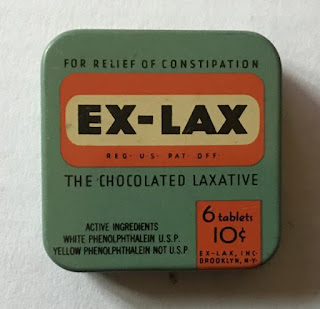 FOR RELIEF OF CONSTIPATION
EX-LAX
REG· U·S· PAT· OFF·
THE CHOCOLATED LAXATIVE
ACTIVE INGREDIENTS
WHITE PHENOLPHTHALEIN U.S.P.
YELLOW PHENOLPHTHALEIN NOT U.S.P.
6 tablets
10¢
EX-LAX, INC·
BROOKLYN, N·Y·